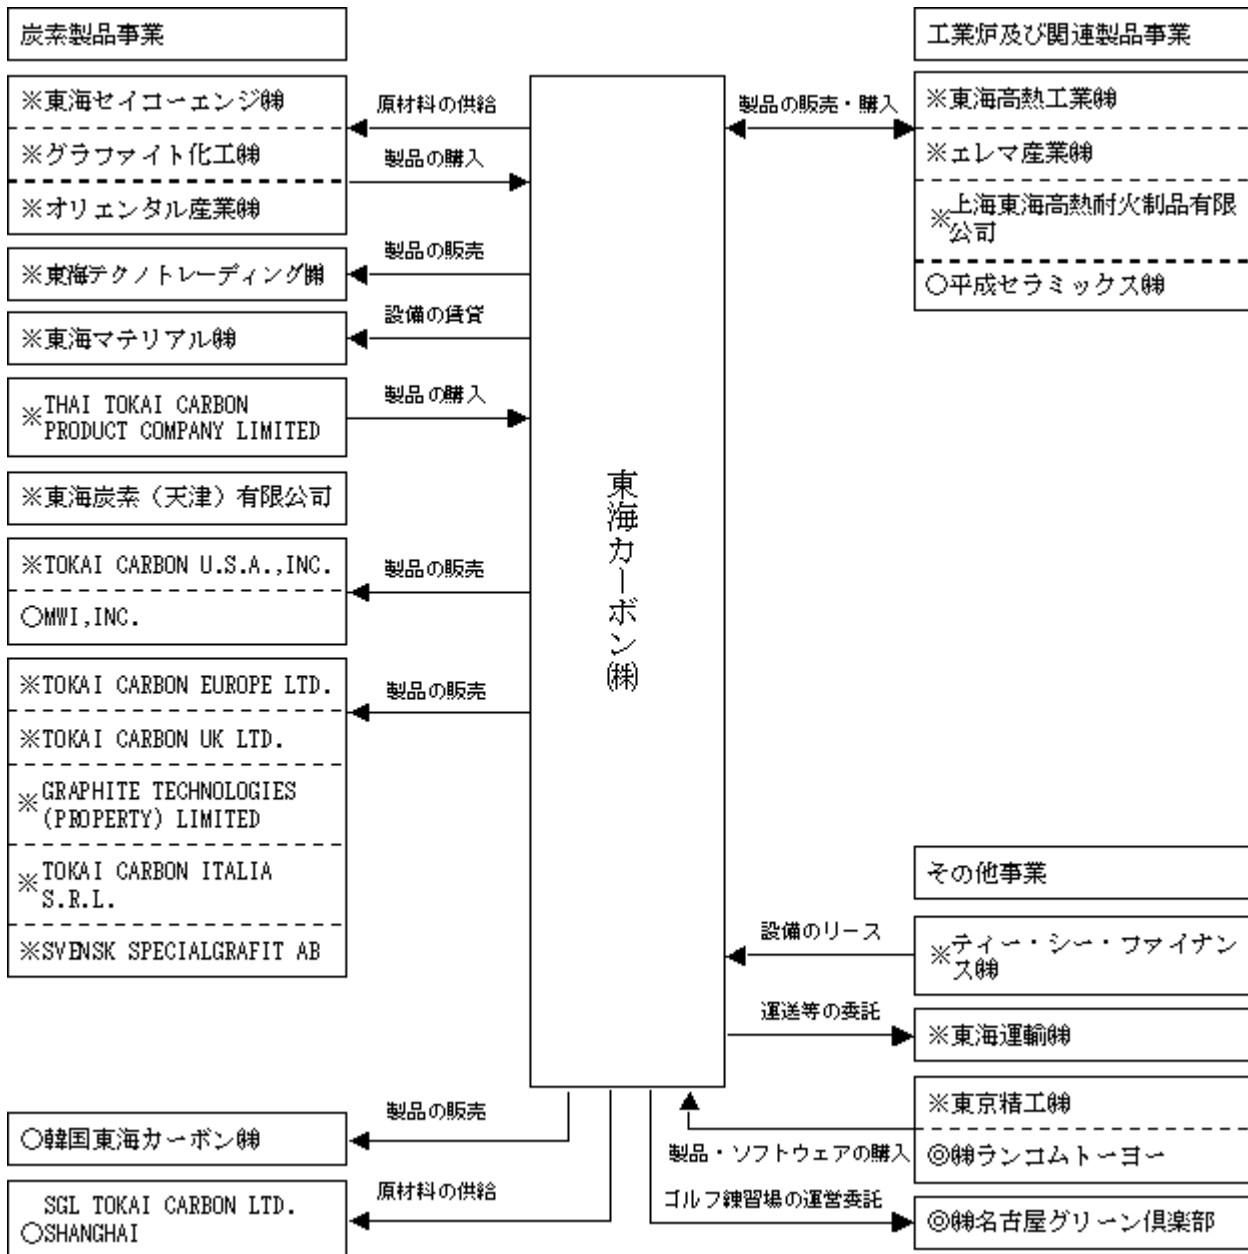 炭素製品事業
※東海セイコーエンジ㈱
※グラファイト化工㈱
※オリエンタル産業㈱
※東海テクノトレーディング㈱
※東海マテリアル㈱
※THAI TOKAI CARBON
PRODUCT COMPANY LIMITED
※東海炭素（天津）有限公司
※TOKAI CARBON U.S.A.,INC.
○MWI,INC.
※TOKAI CARBON EUROPE LTD.
※TOKAI CARBON UK LTD.
※GRAPHITE TECHNOLOGIES
(PROPERTY) LIMITED
※TOKAI CARBON ITALIA
S.R.L.
※SVENSK SPECIALGRAFIT AB
○韓国東海カーボン㈱
SGL TOKAI CARBON LTD.
○SHANGHAI
原材料の供給
製品の購入
製品の販売
設備の賃貸
製品の購入
製品の販売
製品の販売
製品の販売
原材料の供給
東海カーボン㈱
製品の販売・購入
設備のリース
運送等の委託
製品・ソフトウェアの購入
ゴルフ練習場の運営委託
工業炉及び関連製品事業
※東海高熱工業㈱
※エレマ産業㈱
※上海東海高熱耐火制品有限
公司
○平成セラミックス㈱
その他事業
※ティー・シー・ファイナン
ス㈱
※東海運輸㈱
※東京精工㈱
◎㈱ランコムトーヨー
◎㈱名古屋グリーン倶楽部